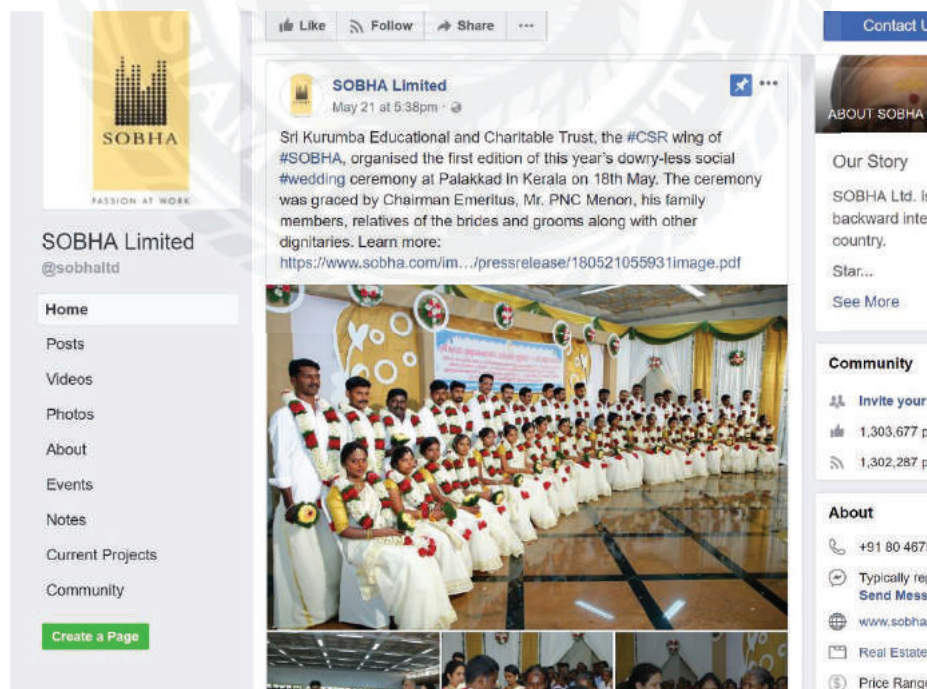 SOBHA
PASSION AT WORK
SOBHA Limited
@sobhaltd
Home
Posts
Videos
Photos
About
Events
Notes
Current Projects
Community
Create a Page
Like
Follow
Share
SOBHA Limited
May 21 at 5:38pm
Sri Kurumba Educational and Charitable Trust, the #CSR wing of
#SOBHA, organised the first edition of this year's dowry-less social
#wedding ceremony at Palakkad in Kerala on 18th May. The ceremony
was graced by Chairman Emeritus, Mr. PNC Menon, his family
members, relatives of the brides and grooms along with other
dignitaries. Learn more:
https://www.sobha.com/im…/pressrelease/180521055931image.pdf
Contact U
ABOUT SOBHA
Our Story
SOBHA Ltd. is
backward inte
country.
Star...
See More
Community
Invite your
1,303,677 p
1,302,287 p
About
+91 80 467
Typically rep
Send Mess
www.sobha
Real Estate
Price Range